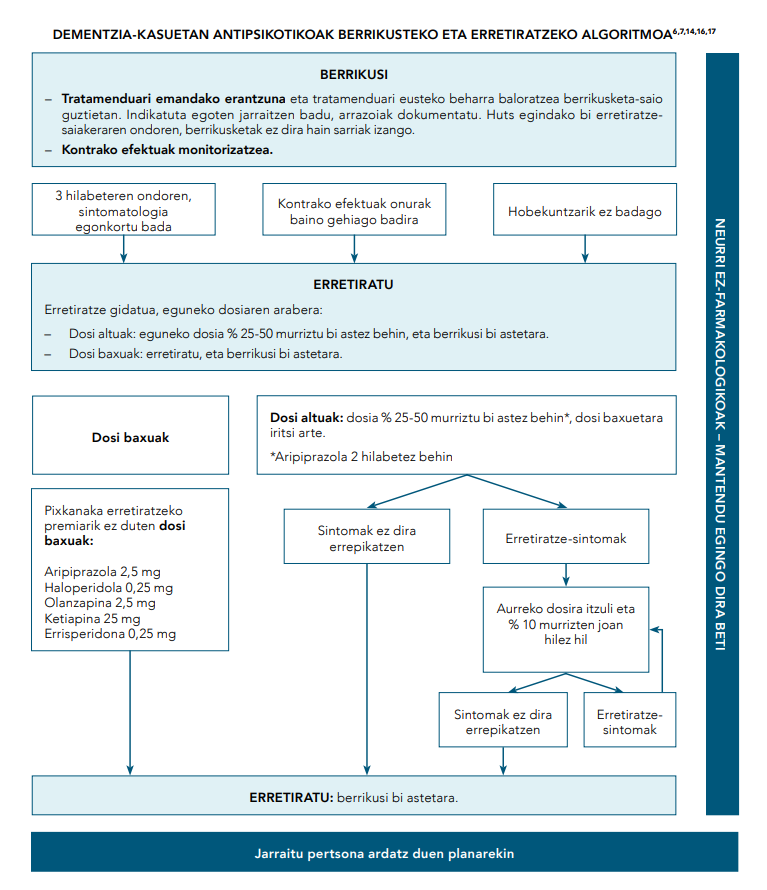 DEMENTZIA-KASUETAN ANTIPSIKOTIKOAK BERRIKUSTEKO ETA ERRETIRATZEKO ALGORITMOA6,7,14,16,17
BERRIKUSI
– Tratamenduari emandako erantzuna eta tratamenduari eusteko beharra baloratzea berrikusketa-saio
guztietan. Indikatuta egoten jarraitzen badu, arrazoiak dokumentatu. Huts egindako bi erretiratze-
saiakeraren ondoren, berrikusketak ez dira hain sarriak izango.
– Kontrako efektuak monitorizatzea.
3 hilabeteren ondoren,
sintomatologia
egonkortu bada
Kontrako efektuak onurak
baino gehiago badira
Hobekuntzarik ez badago
ERRETIRATU
Erretiratze gidatua, eguneko dosiaren arabera:
– Dosi altuak: eguneko dosia % 25-50 murriztu bi astez behin, eta berrikusi bi astetara.
– Dosi baxuak: erretiratu, eta berrikusi bi astetara.
Dosi baxuak
Dosi altuak: dosia % 25-50 murriztu bi astez behin*, dosi baxuetara
iritsi arte.
*Aripiprazola 2 hilabetez behin
Pixkanaka erretiratzeko
premiarik ez duten dosi
baxuak:
Aripiprazola 2,5 mg
Haloperidola 0,25 mg
Olanzapina 2,5 mg
Ketiapina 25 mg
Errisperidona 0,25 mg
Sintomak ez dira
errepikatzen
Erretiratze-sintomak
Aurreko dosira itzuli eta
% 10 murrizten joan
hilez hil
Sintomak ez dira
errepikatzen
Erretiratze-
sintomak
ERRETIRATU: berrikusi bi astetara.
NEURRI EZ-FARMAKOLOGIKOAK – MANTENDU EGINGO DIRA BETI
Jarraitu pertsona ardatz duen planarekin